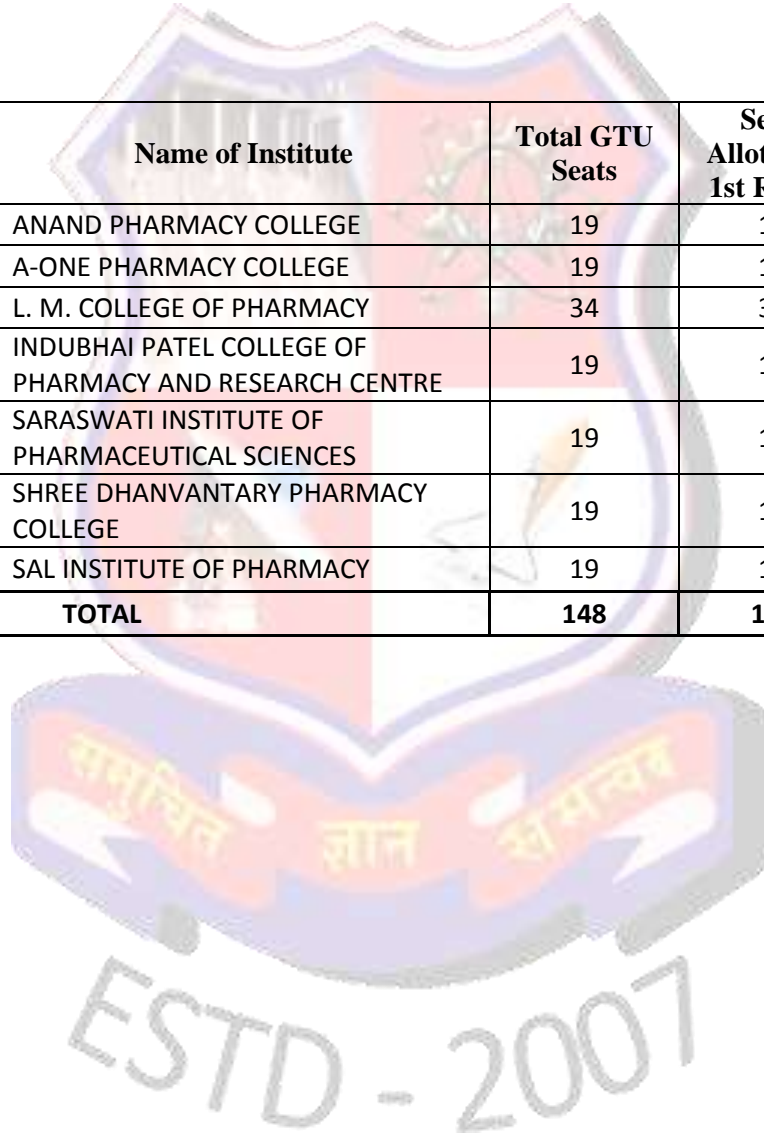 Name of Institute Total GTU
Seats
ANAND PHARMACY COLLEGE 19
A-ONE PHARMACY COLLEGE 19
L. M. COLLEGE OF PHARMACY 34
INDUBHAI PATEL COLLEGE OF
PHARMACY AND RESEARCH CENTRE 19
SARASWATI INSTITUTE OF
PHARMACEUTICAL SCIENCES 19
SHREE DHANVANTARY PHARMACY
COLLEGE 19
SAL INSTITUTE OF PHARMACY 19
TOTAL 148
ज्ञान
ESTD - 2007